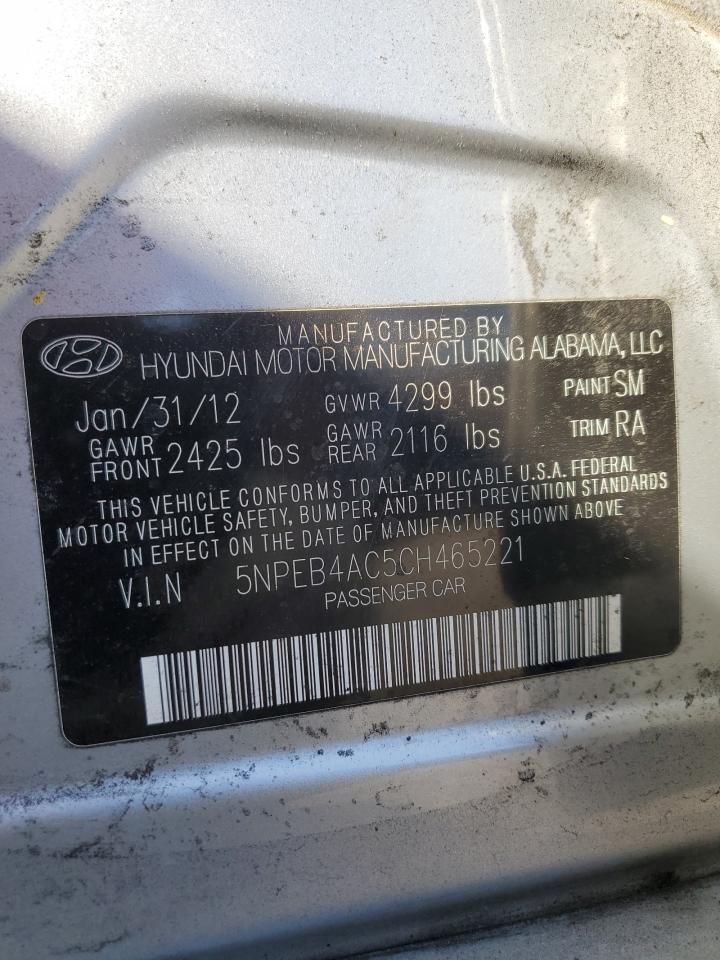 MANUFACTURED BY
HYUNDAI MOTOR MANUFACTURING ALABAMA, LLC
Jan/31/12 GVWR 4299 lbs PAINT SM
GAWR FRONT 2425 lbs GAWR REAR 2116 lbs TRIM RA
THIS VEHICLE CONFORMS TO ALL APPLICABLE U.S.A. FEDERAL
MOTOR VEHICLE SAFETY, BUMPER, AND THEFT PREVENTION STANDARDS
IN EFFECT ON THE DATE OF MANUFACTURE SHOWN ABOVE
V.I.N 5NPEB4AC5CH465221
PASSENGER CAR